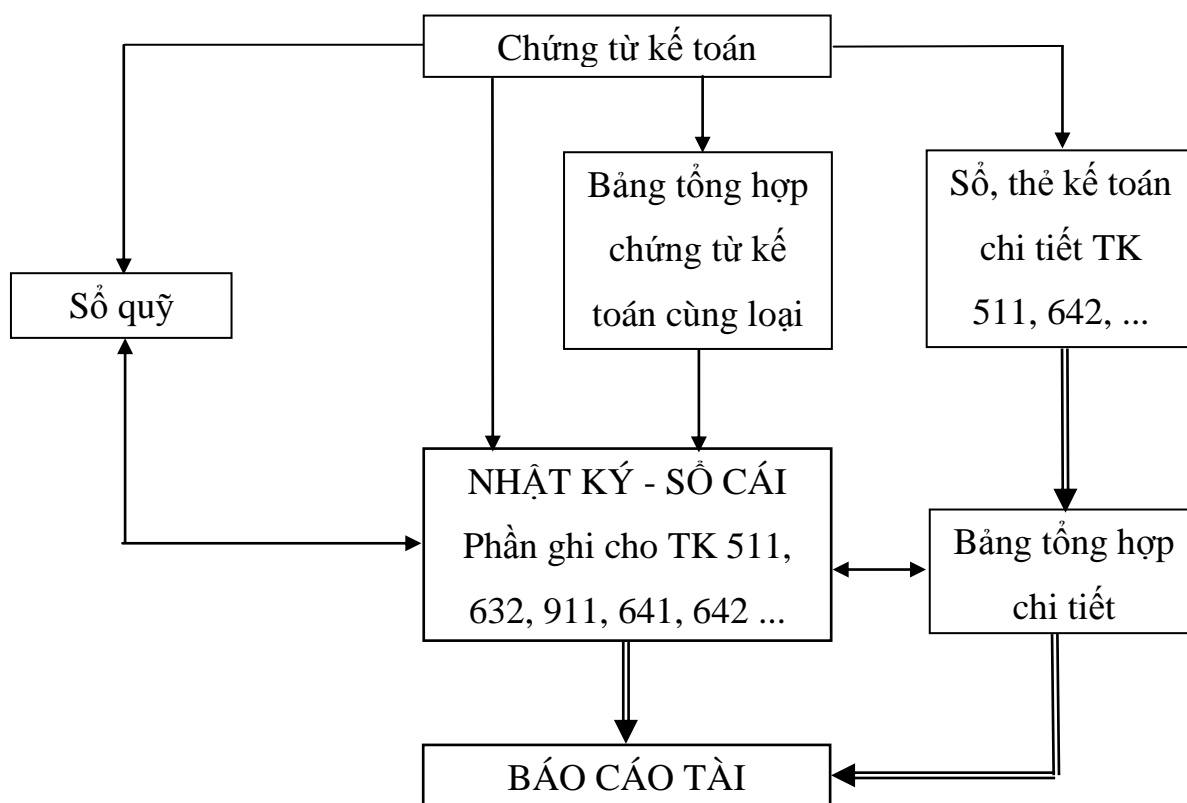 Chứng từ kế toán
Bảng tổng hợp
chứng từ kế
toán cùng loại
Sổ, thẻ kế toán
chi tiết TK
511, 642, ...
Sổ quỹ
NHẬT KÝ - SỔ CÁI
Phần ghi cho TK 511,
632, 911, 641, 642 ...
Bảng tổng hợp
chi tiết
BÁO CÁO TÀI